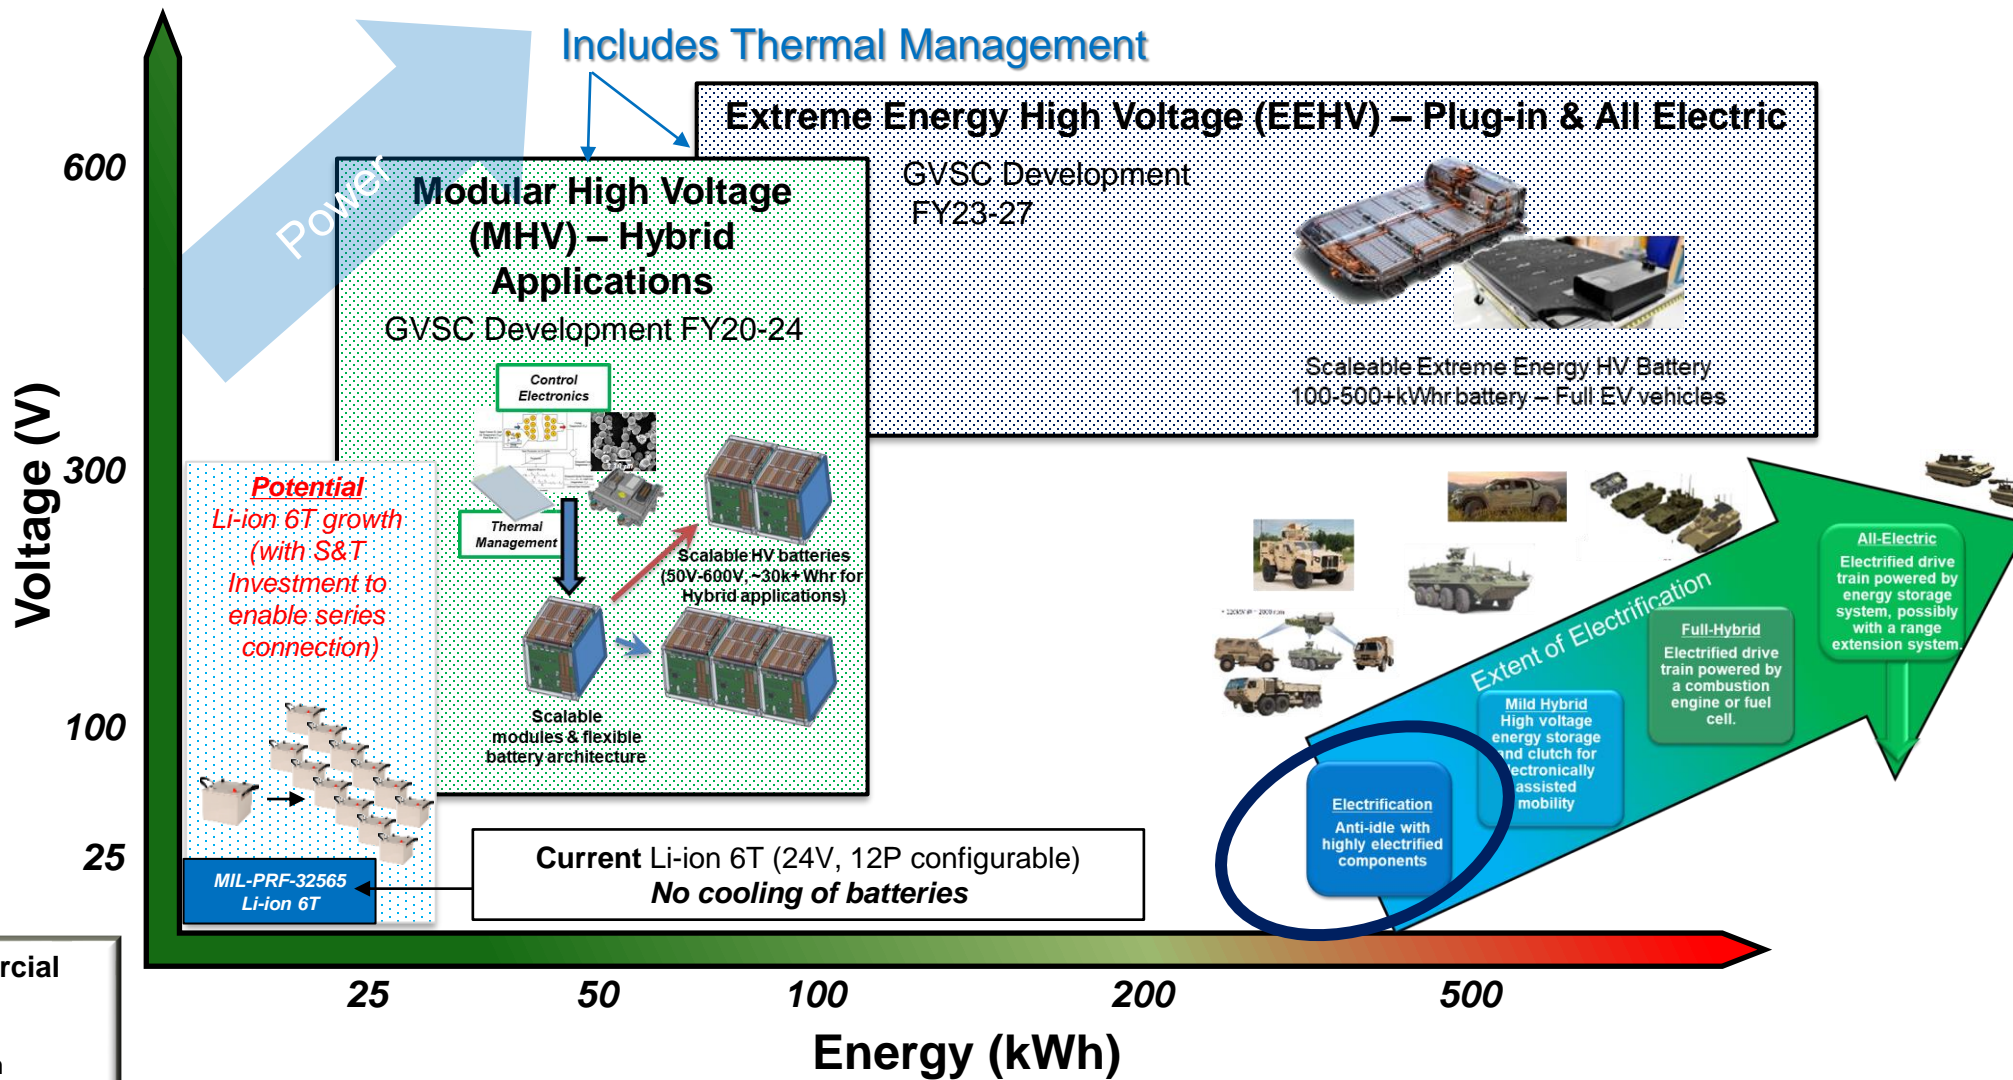 Includes Thermal Management
Extreme Energy High Voltage (EEHV) – Plug-in & All Electric
GVSC Development
FY23-27
Scaleable Extreme Energy HV Battery
100-500+kWhr battery – Full EV vehicles
Power
Modular High Voltage
(MHV) – Hybrid
Applications
GVSC Development FY20-24
Control
Electronics
Thermal
Management
Scalable HV batteries
(50V-600V, ~30k+ Whr for
Hybrid applications)
Scalable
modules & flexible
battery architecture
Voltage (V)
600
300
100
25
Potential
Li-ion 6T growth
(with S&T
Investment to
enable series
connection)
MIL-PRF-32565
Li-ion 6T
Current Li-ion 6T (24V, 12P configurable)
No cooling of batteries
Extent of Electrification
Electrification
Anti-idle with
highly electrified
components
Mild Hybrid
High voltage
energy storage
and clutch for
electronically
assisted
mobility
Full-Hybrid
Electrified drive
train powered by
a combustion
engine or fuel
cell.
All-Electric
Electrified drive
train powered by
energy storage
system, possibly
with a range
extension system.
25
50
100
200
500
Energy (kWh)
rcial